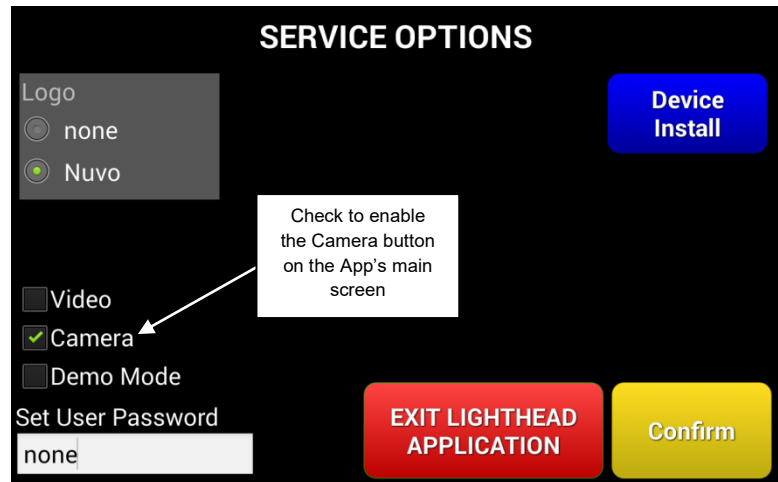 SERVICE OPTIONS
Logo
none
Nuvo
Device
Install
Check to enable
the Camera button
on the App's main
screen
Video
Camera
Demo Mode
Set User Password
none
EXIT LIGHTHEAD
APPLICATION
Confirm